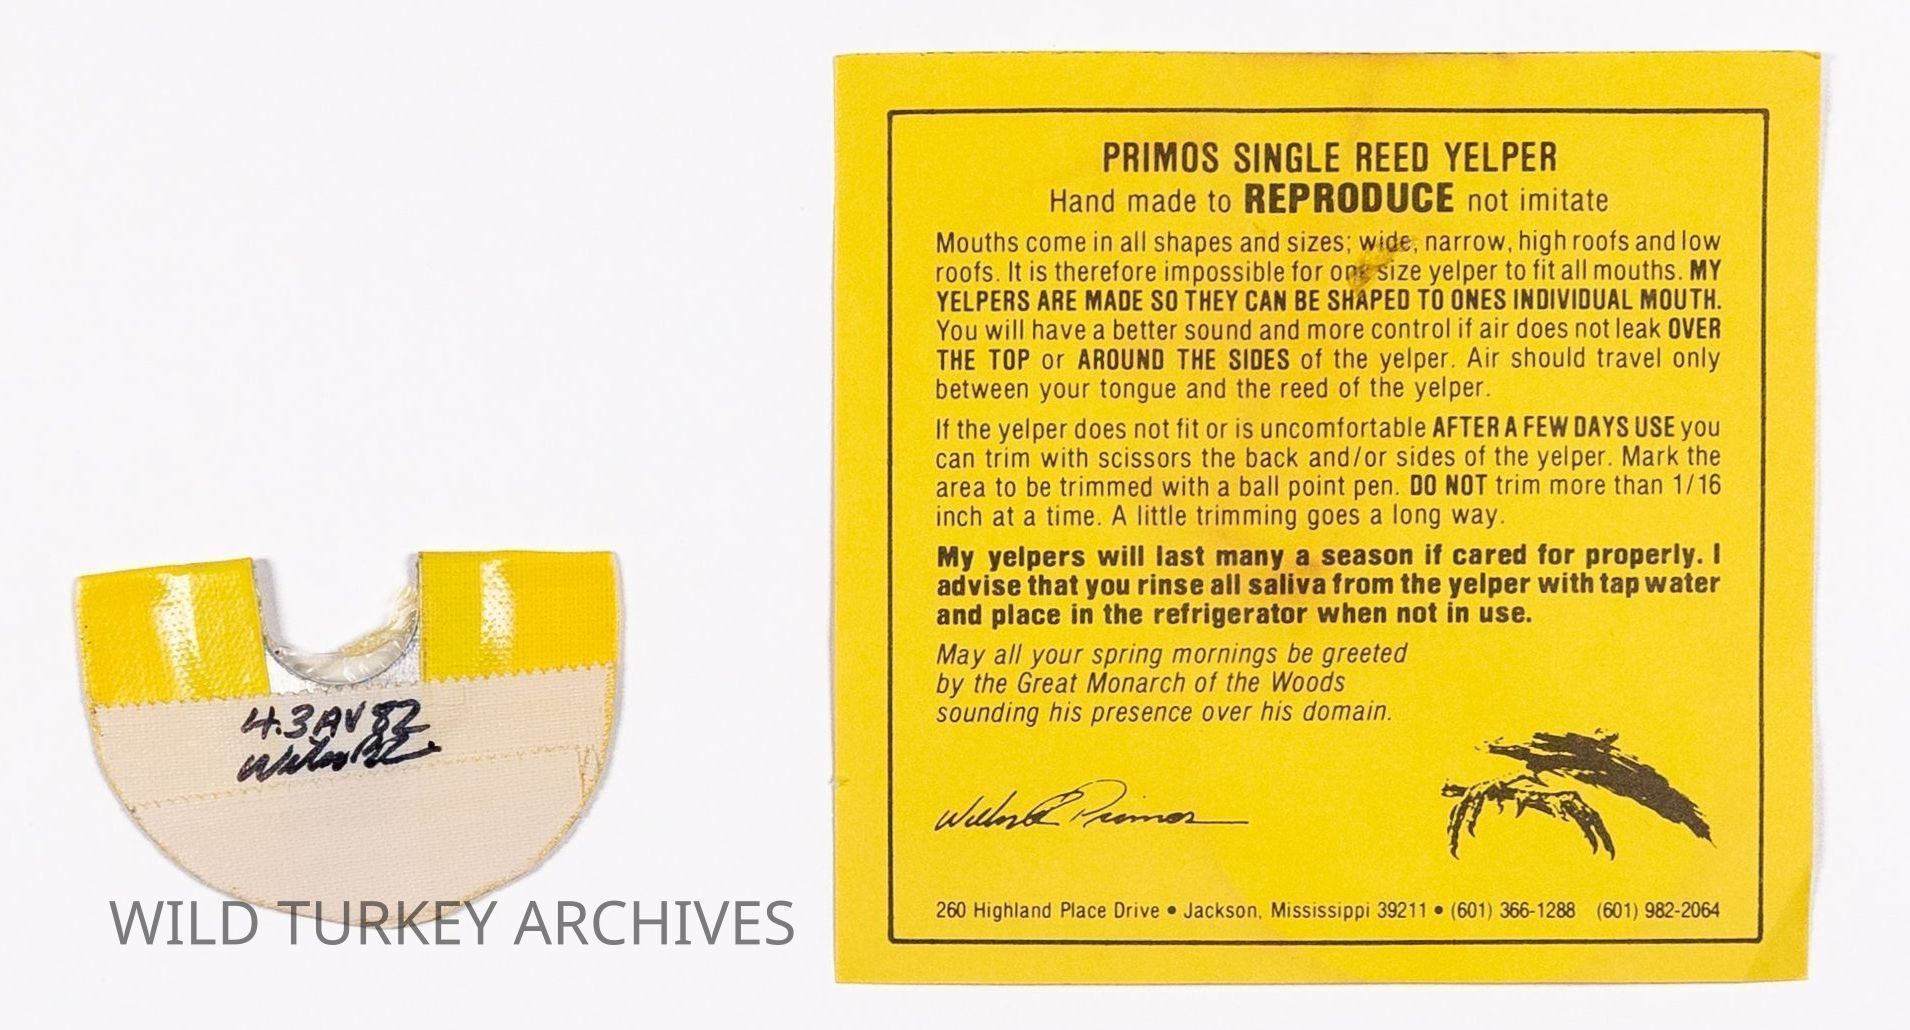 PRIMOS SINGLE REED YELPER
Hand made to REPRODUCE not imitate
Mouths come in all shapes and sizes; wide, narrow, high roofs and low
roofs. It is therefore impossible for one size yelper to fit all mouths. MY
YELPERS ARE MADE SO THEY CAN BE SHAPED TO ONES INDIVIDUAL MOUTH.
You will have a better sound and more control if air does not leak OVER
THE TOP or AROUND THE SIDES of the yelper. Air should travel only
between your tongue and the reed of the yelper.
If the yelper does not fit or is uncomfortable AFTER A FEW DAYS USE you
can trim with scissors the back and/or sides of the yelper. Mark the
area to be trimmed with a ball point pen. DO NOT trim more than 1/16
inch at a time. A little trimming goes a long way.
My yelpers will last many a season if cared for properly. I
advise that you rinse all saliva from the yelper with tap water
and place in the refrigerator when not in use.
May all your spring mornings be greeted
by the Great Monarch of the Woods
sounding his presence over his domain.
Wilbur Primos
260 Highland Place Drive • Jackson, Mississippi 39211 • (601) 366-1288 (601) 982-2064
4.3AV82
WILD TURKEY ARCHIVES